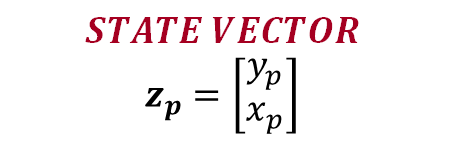 STATE VECTOR
z_p = [y_p
x_p]